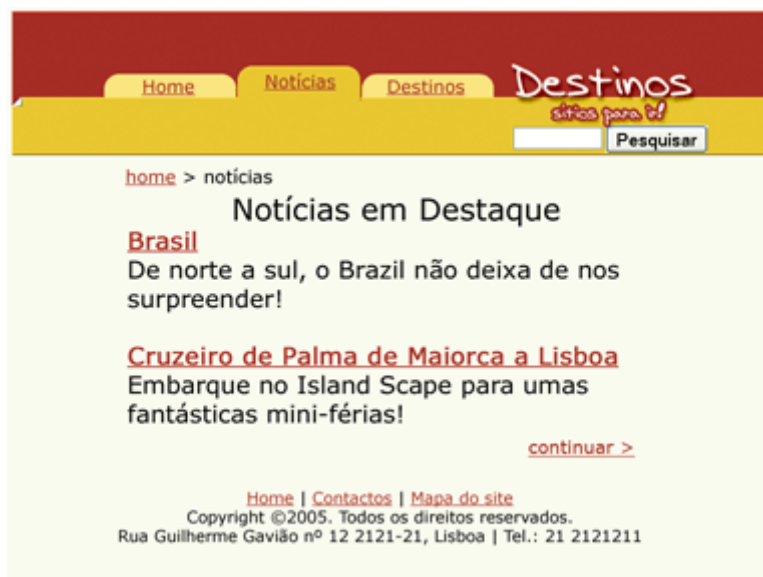 Home Notícias Destinos
Destinos
sítios para ir!
Pesquisar
home > notícias
Notícias em Destaque
Brasil
De norte a sul, o Brazil não deixa de nos
surpreender!
Cruzeiro de Palma de Maiorca a Lisboa
Embarque no Island Scape para umas
fantásticas mini-férias!
continuar >
Home | Contactos | Mapa do site
Copyright ©2005. Todos os direitos reservados.
Rua Guilherme Gavião nº 12 2121-21, Lisboa | Tel.: 21 2121211